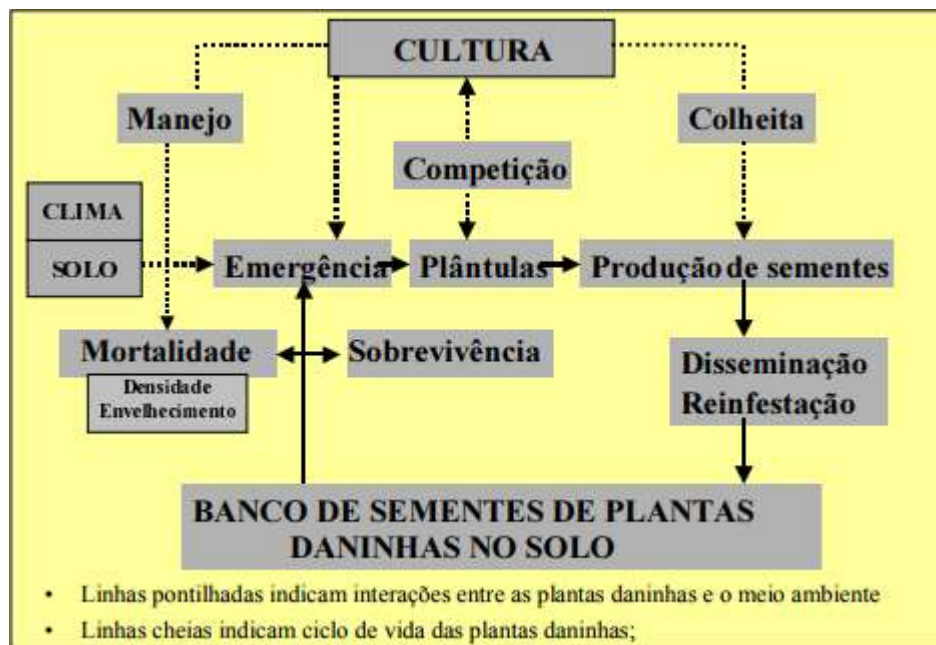 CULTURA
Manejo
Colheita
Competição
CLIMA
SOLO
Emergência
Plântulas
Produção de sementes
Mortalidade
Sobrevivência
Densidade
Envelhecimento
Disseminação
Reinfestação
BANCO DE SEMENTES DE PLANTAS
DANINHAS NO SOLO
• Linhas pontilhadas indicam interações entre as plantas daninhas e o meio ambiente
• Linhas cheias indicam ciclo de vida das plantas daninhas;